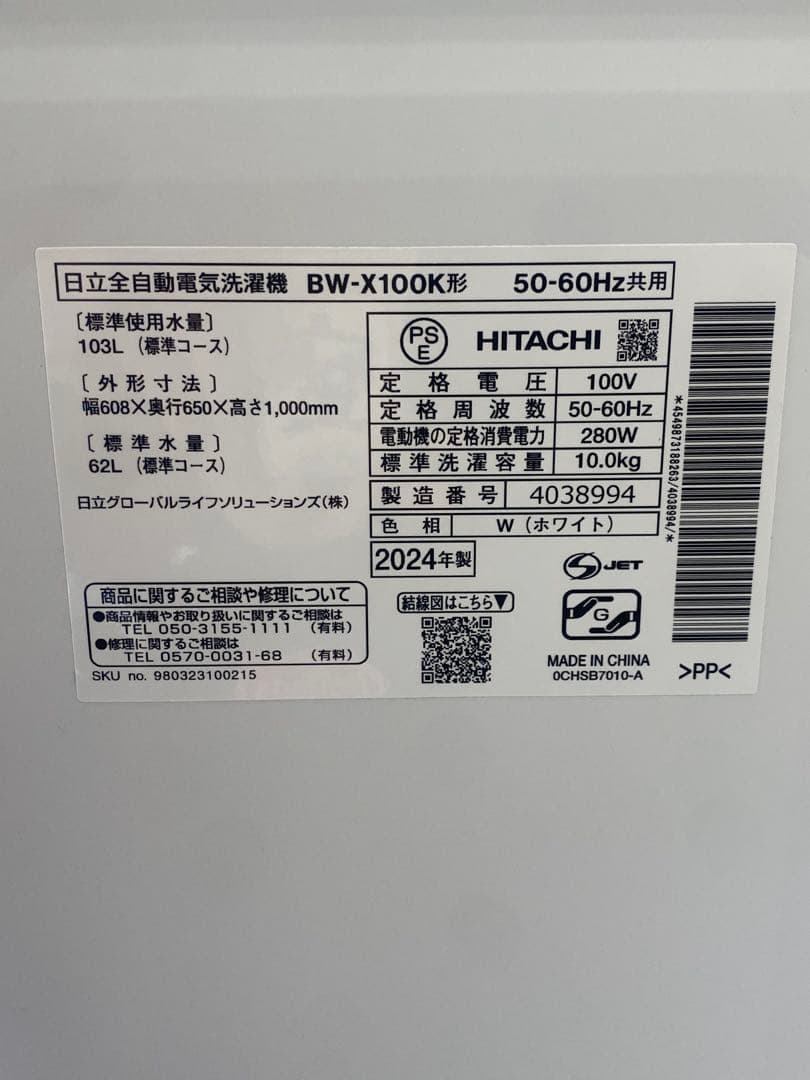 日立全自動電気洗濯機 BW-X100K形 50-60Hz共用
〔標準使用水量〕
103L (標準コース)
〔外形寸法〕
幅608×奥行650×高さ1,000mm
〔標準水量〕
62L (標準コース)
日立グローバルライフソリューションズ(株)
PS
E
HITACHI
定格電圧 100V
定格周波数 50-60Hz
電動機の定格消費電力 280W
標準洗濯容量 10.0kg
製造番号 4038994
色相 W (ホワイト)
2024年製
商品に関するご相談や修理について
●商品情報やお取り扱いに関するご相談は
TEL 050-3155-1111 (有料)
●修理に関するご相談は
TEL 0570-0031-68 (有料)
SKU no. 980323100215
結線図はこちら▼
JET
G
MADE IN CHINA
0CHSB7010-A
>PP<
*4549873188263/4038994/*